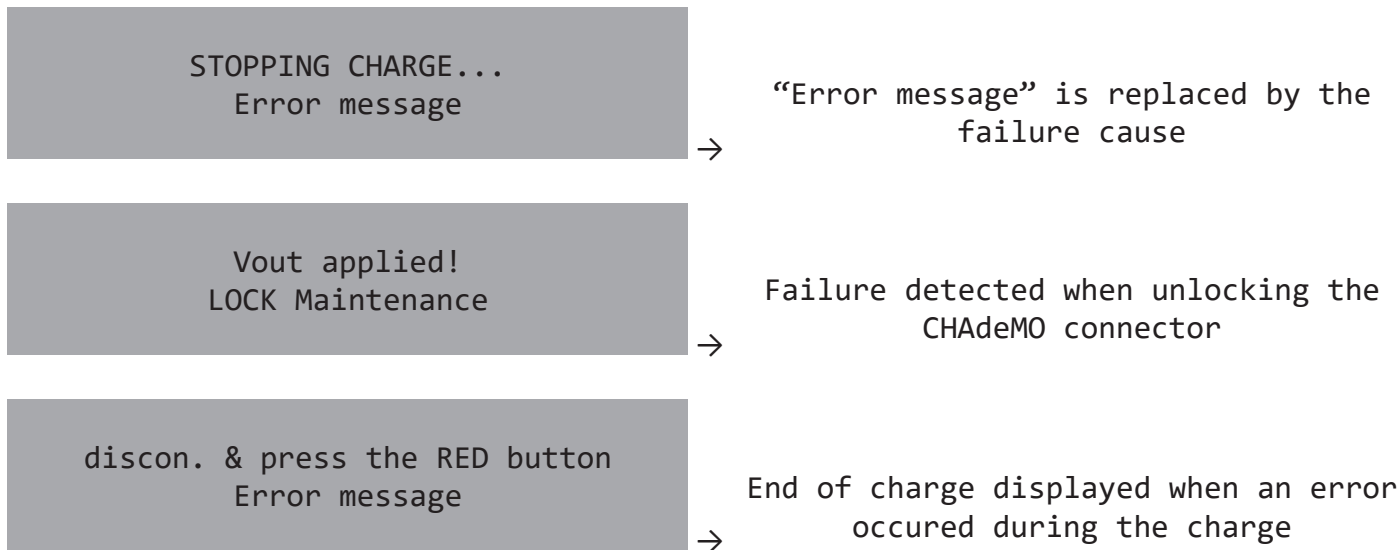 STOPPING CHARGE...
Error message
→
“Error message” is replaced by the
failure cause
Vout applied!
LOCK Maintenance
→
Failure detected when unlocking the
CHAdeMO connector
discon. & press the RED button
Error message
→
End of charge displayed when an error
occured during the charge